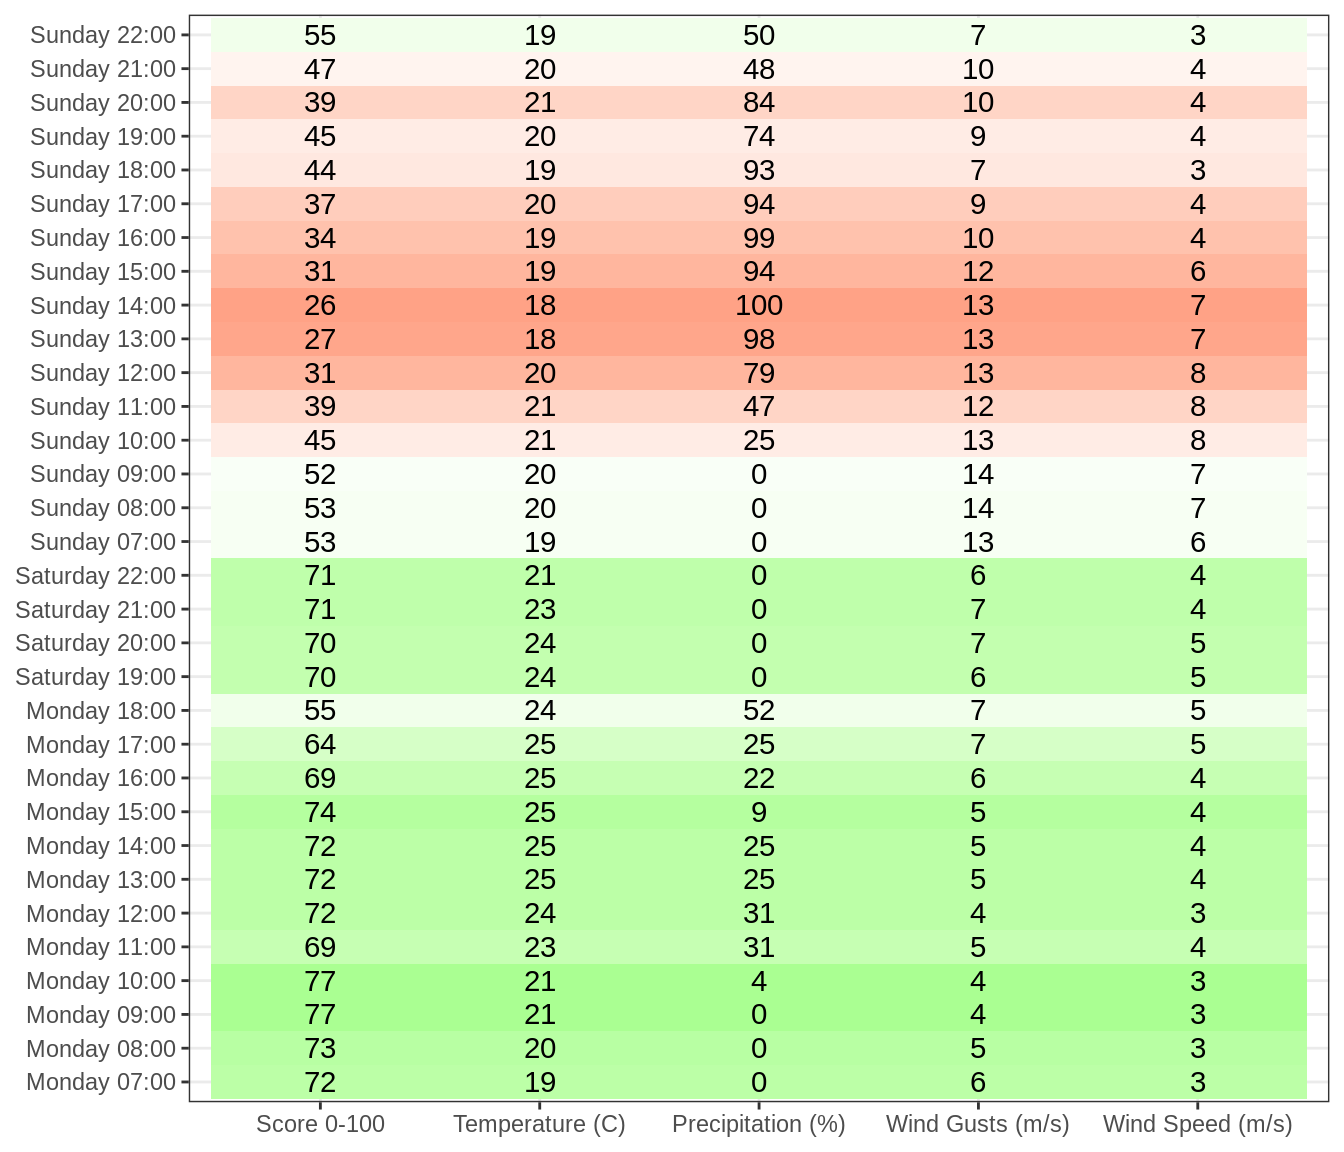 Sunday 22:00 55 19 50 7 3
Sunday 21:00 47 20 48 10 4
Sunday 20:00 39 21 84 10 4
Sunday 19:00 45 20 74 9 4
Sunday 18:00 44 19 93 7 3
Sunday 17:00 37 20 94 9 4
Sunday 16:00 34 19 99 10 4
Sunday 15:00 31 19 94 12 6
Sunday 14:00 26 18 100 13 7
Sunday 13:00 27 18 98 13 7
Sunday 12:00 31 20 79 13 8
Sunday 11:00 39 21 47 12 8
Sunday 10:00 45 21 25 13 8
Sunday 09:00 52 20 0 14 7
Sunday 08:00 53 20 0 14 7
Sunday 07:00 53 19 0 13 6
Saturday 22:00 71 21 0 6 4
Saturday 21:00 71 23 0 7 4
Saturday 20:00 70 24 0 7 5
Saturday 19:00 70 24 0 6 5
Monday 18:00 55 24 52 7 5
Monday 17:00 64 25 25 7 5
Monday 16:00 69 25 22 6 4
Monday 15:00 74 25 9 5 4
Monday 14:00 72 25 25 5 4
Monday 13:00 72 25 25 5 4
Monday 12:00 72 24 31 4 3
Monday 11:00 69 23 31 5 4
Monday 10:00 77 21 4 4 3
Monday 09:00 77 21 0 4 3
Monday 08:00 73 20 0 5 3
Monday 07:00 72 19 0 6 3
Score 0-100 Temperature (C) Precipitation (%) Wind Gusts (m/s) Wind Speed (m/s)